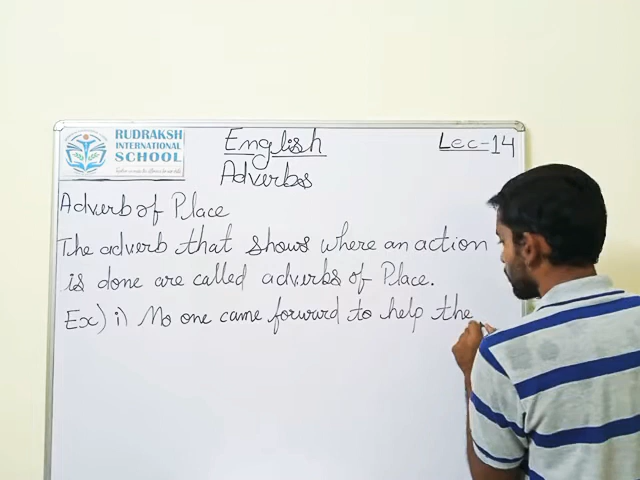 RUDRAKSH
INTERNATIONAL
SCHOOL
English
Lec-14
Adverbs
Adverb of Place
The adverb that shows where an action
is done are called adverbs of Place.
Ex) i) No one came forward to help the